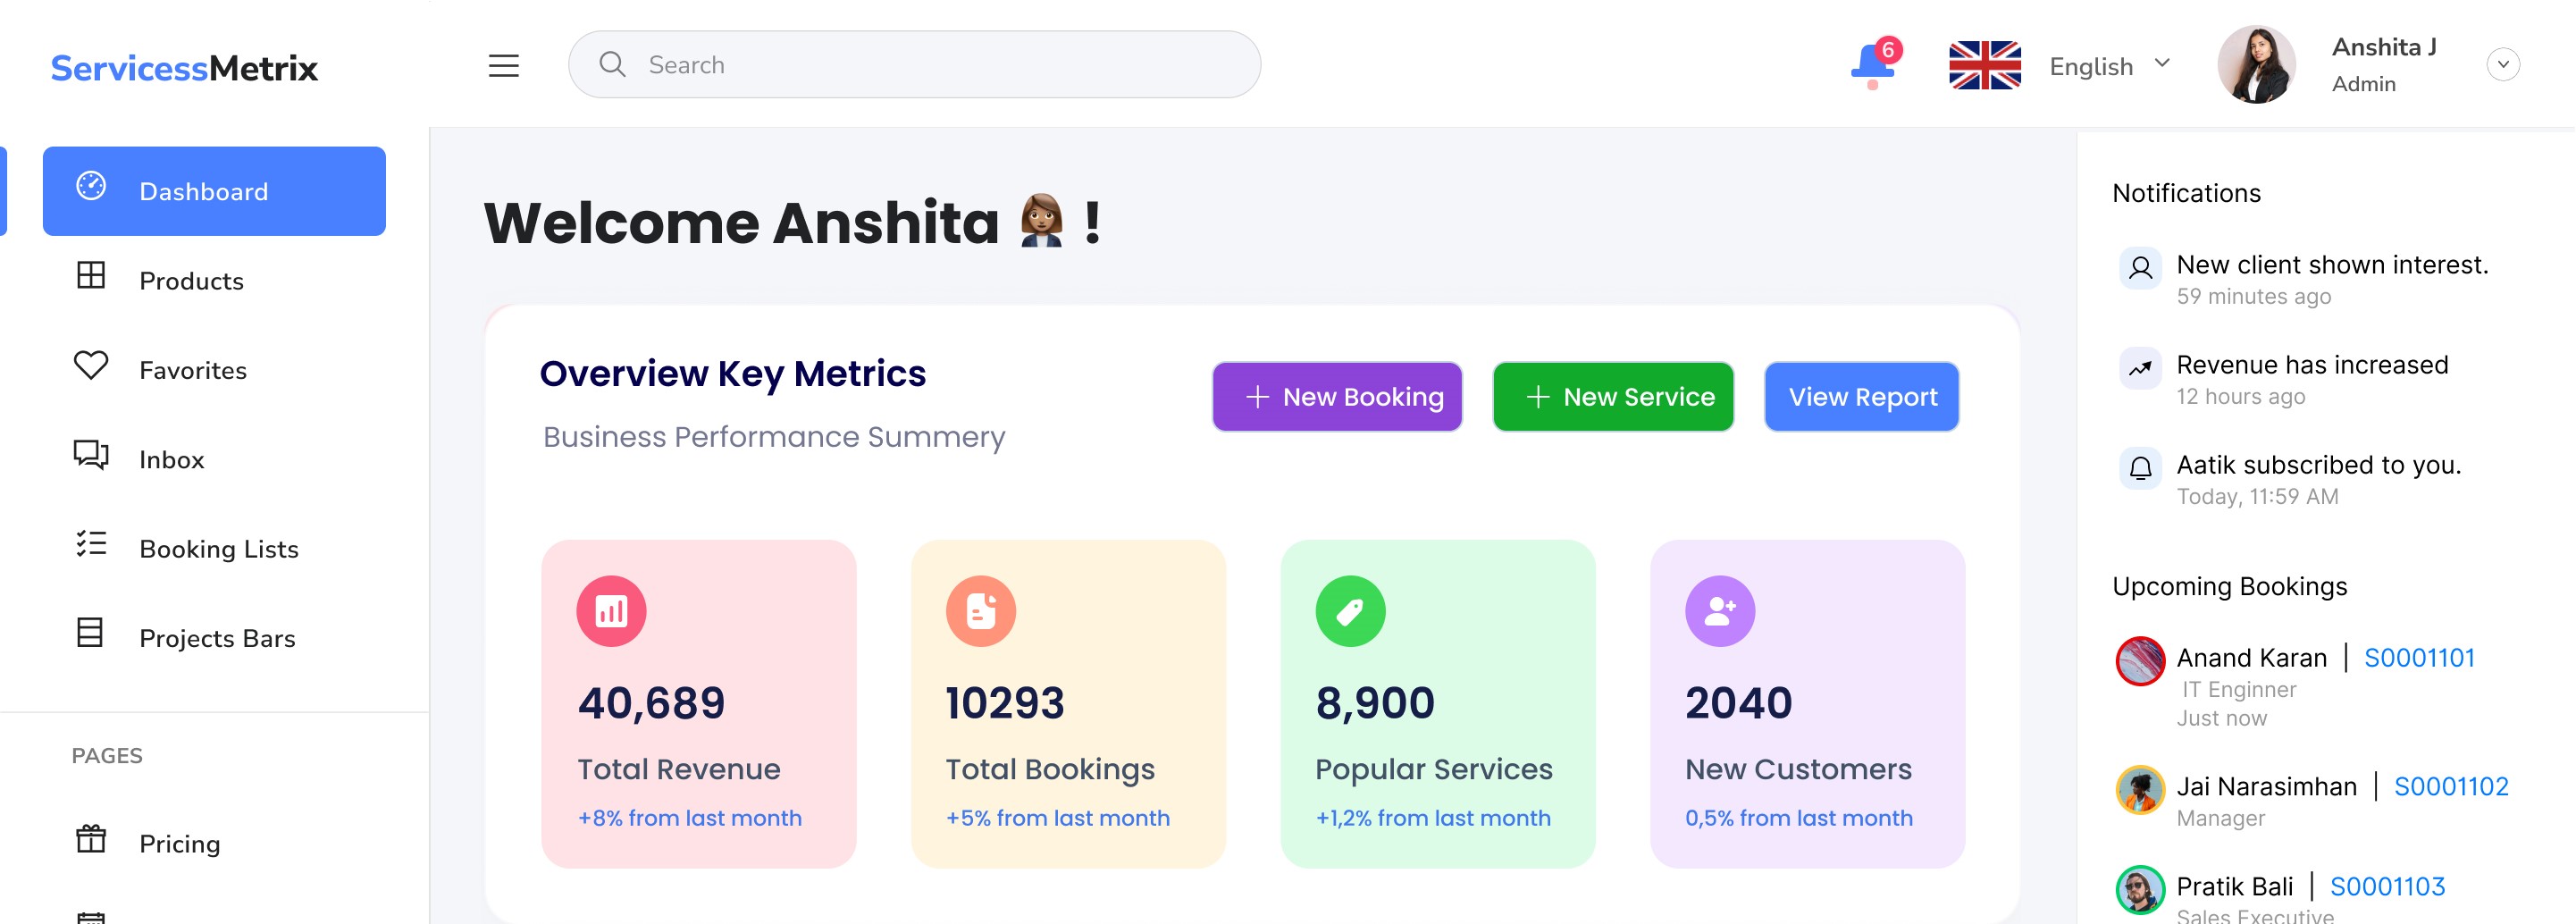 ServicessMetrix
Search
6
English
Anshita J
Admin
Dashboard
Products
Favorites
Inbox
Booking Lists
Projects Bars
PAGES
Pricing
Welcome Anshita !
Overview Key Metrics
Business Performance Summery
+ New Booking
+ New Service
View Report
40,689
Total Revenue
+8% from last month
10293
Total Bookings
+5% from last month
8,900
Popular Services
+1,2% from last month
2040
New Customers
0,5% from last month
Notifications
New client shown interest.
59 minutes ago
Revenue has increased
12 hours ago
Aatik subscribed to you.
Today, 11:59 AM
Upcoming Bookings
Anand Karan | S0001101
IT Enginner
Just now
Jai Narasimhan | S0001102
Manager
Pratik Bali | S0001103
Sales Executive